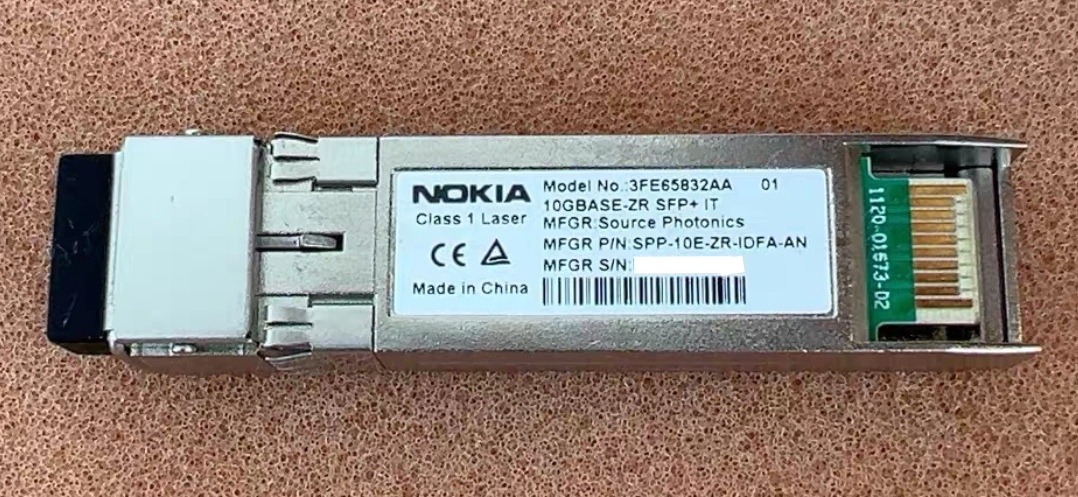 NOKIA
Class 1 Laser
CE
Made in China
Model No.:3FE65832AA 01
10GBASE-ZR SFP+ IT
MFGR:Source Photonics
MFGR P/N:SPP-10E-ZR-IDFA-AN
MFGR S/N:
1120-01673-02